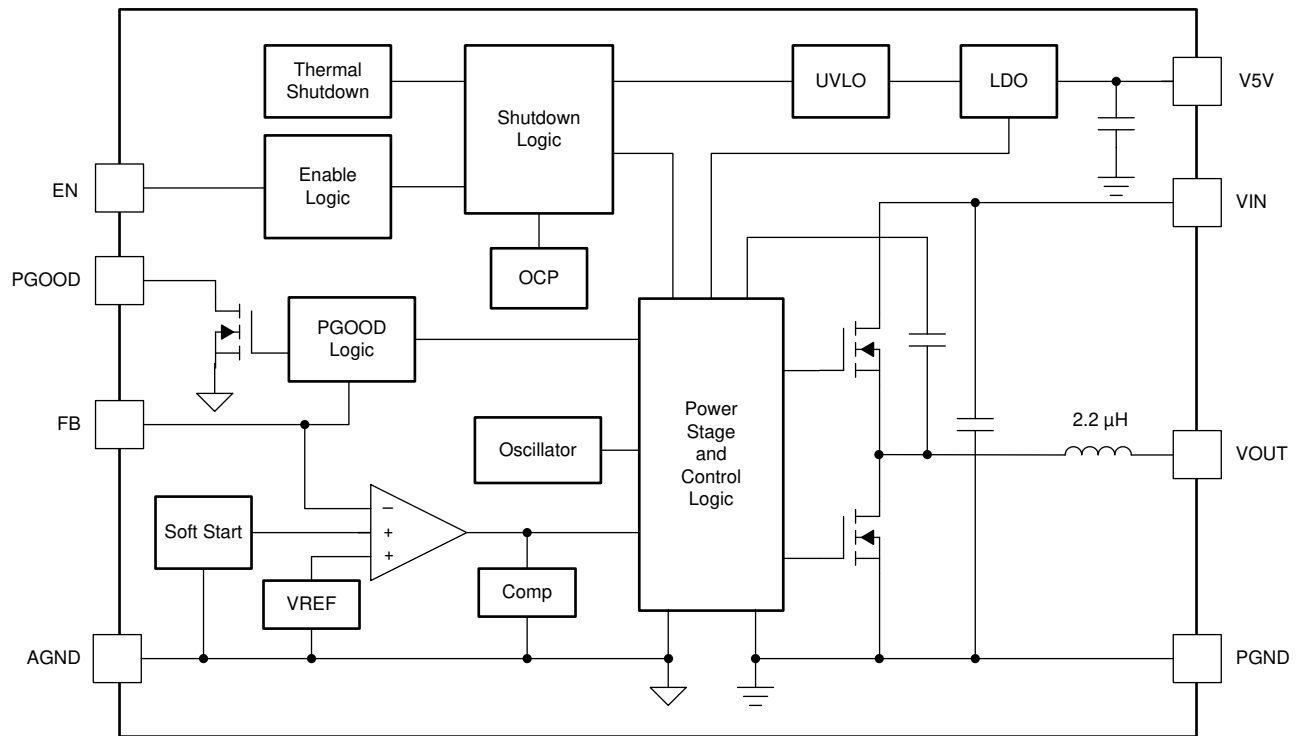 Thermal
Shutdown
Shutdown
Logic
UVLO
LDO
V5V
EN
Enable
Logic
VIN
OCP
PGOOD
PGOOD
Logic
FB
Power
Stage
and
Control
Logic
Oscillator
2.2 µH
VOUT
Soft Start
−
+
+
VREF
Comp
AGND
PGND